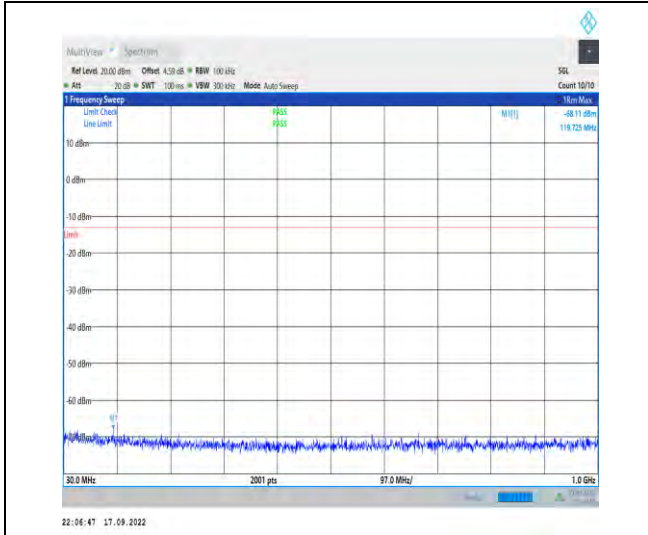 MultiView Spectrum
Ref Level 20.00 dBm Offset 4.59 dB RBW 100 kHz SGL
Att 20 dB SWT 100 ms VBW 300 kHz Mode Auto Sweep Count 10/10
1 Frequency Sweep 1Rm Max
Limit Check PASS M1[1] -68.11 dBm
Line Limit PASS 119.725 MHz
10 dBm
0 dBm
-10 dBm
Limit
-20 dBm
-30 dBm
-40 dBm
-50 dBm
-60 dBm
M1
-70 dBm
30.0 MHz 2001 pts 97.0 MHz/ 1.0 GHz
22:06:47 17.09.2022